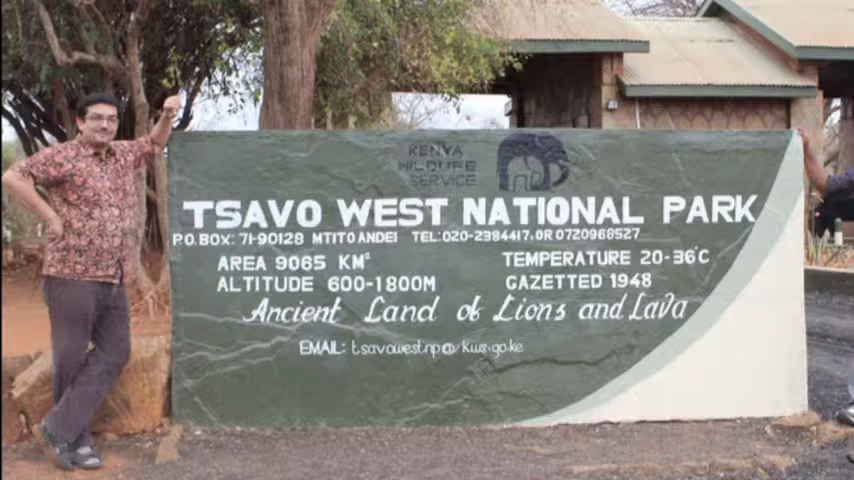 KENYA
WILDLIFE
SERVICE
TSAVO WEST NATIONAL PARK
P.O. BOX: 71-90128 MTITO ANDEI TEL:020-2384417, OR 0720968527
AREA 9065 KM² TEMPERATURE 20-36°C
ALTITUDE 600-1800M GAZETTED 1948
Ancient Land of Lions and Lava
EMAIL: tsavowestnp@kws.go.ke